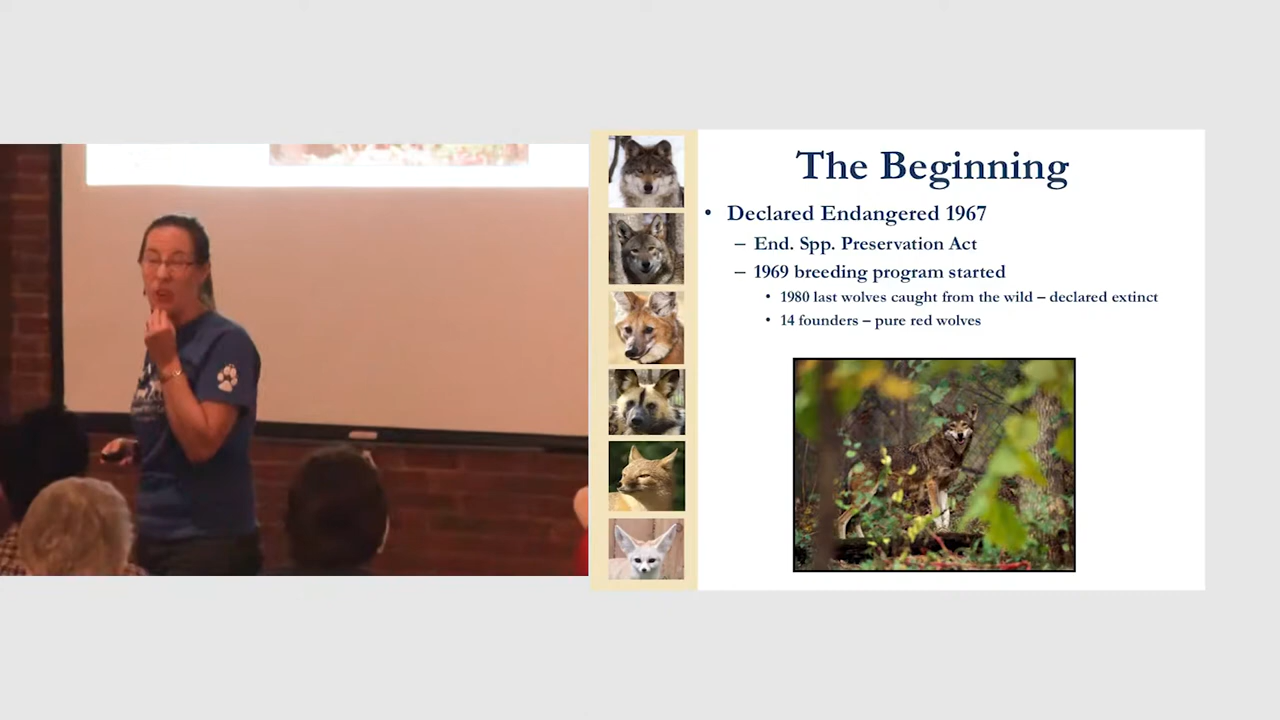 The Beginning
• Declared Endangered 1967
– End. Spp. Preservation Act
– 1969 breeding program started
• 1980 last wolves caught from the wild – declared extinct
• 14 founders – pure red wolves